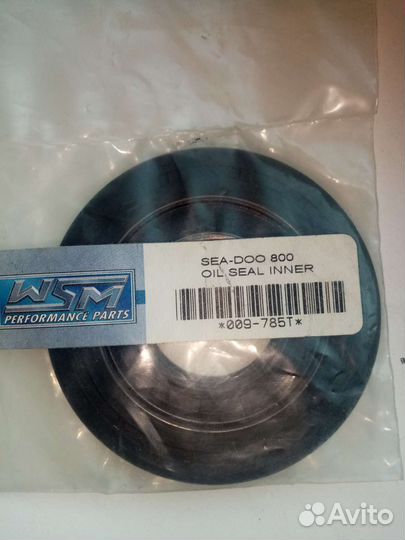 SEA-DOO 800
OIL SEAL INNER
WSM
PERFORMANCE PARTS
*009-785T*
Avito